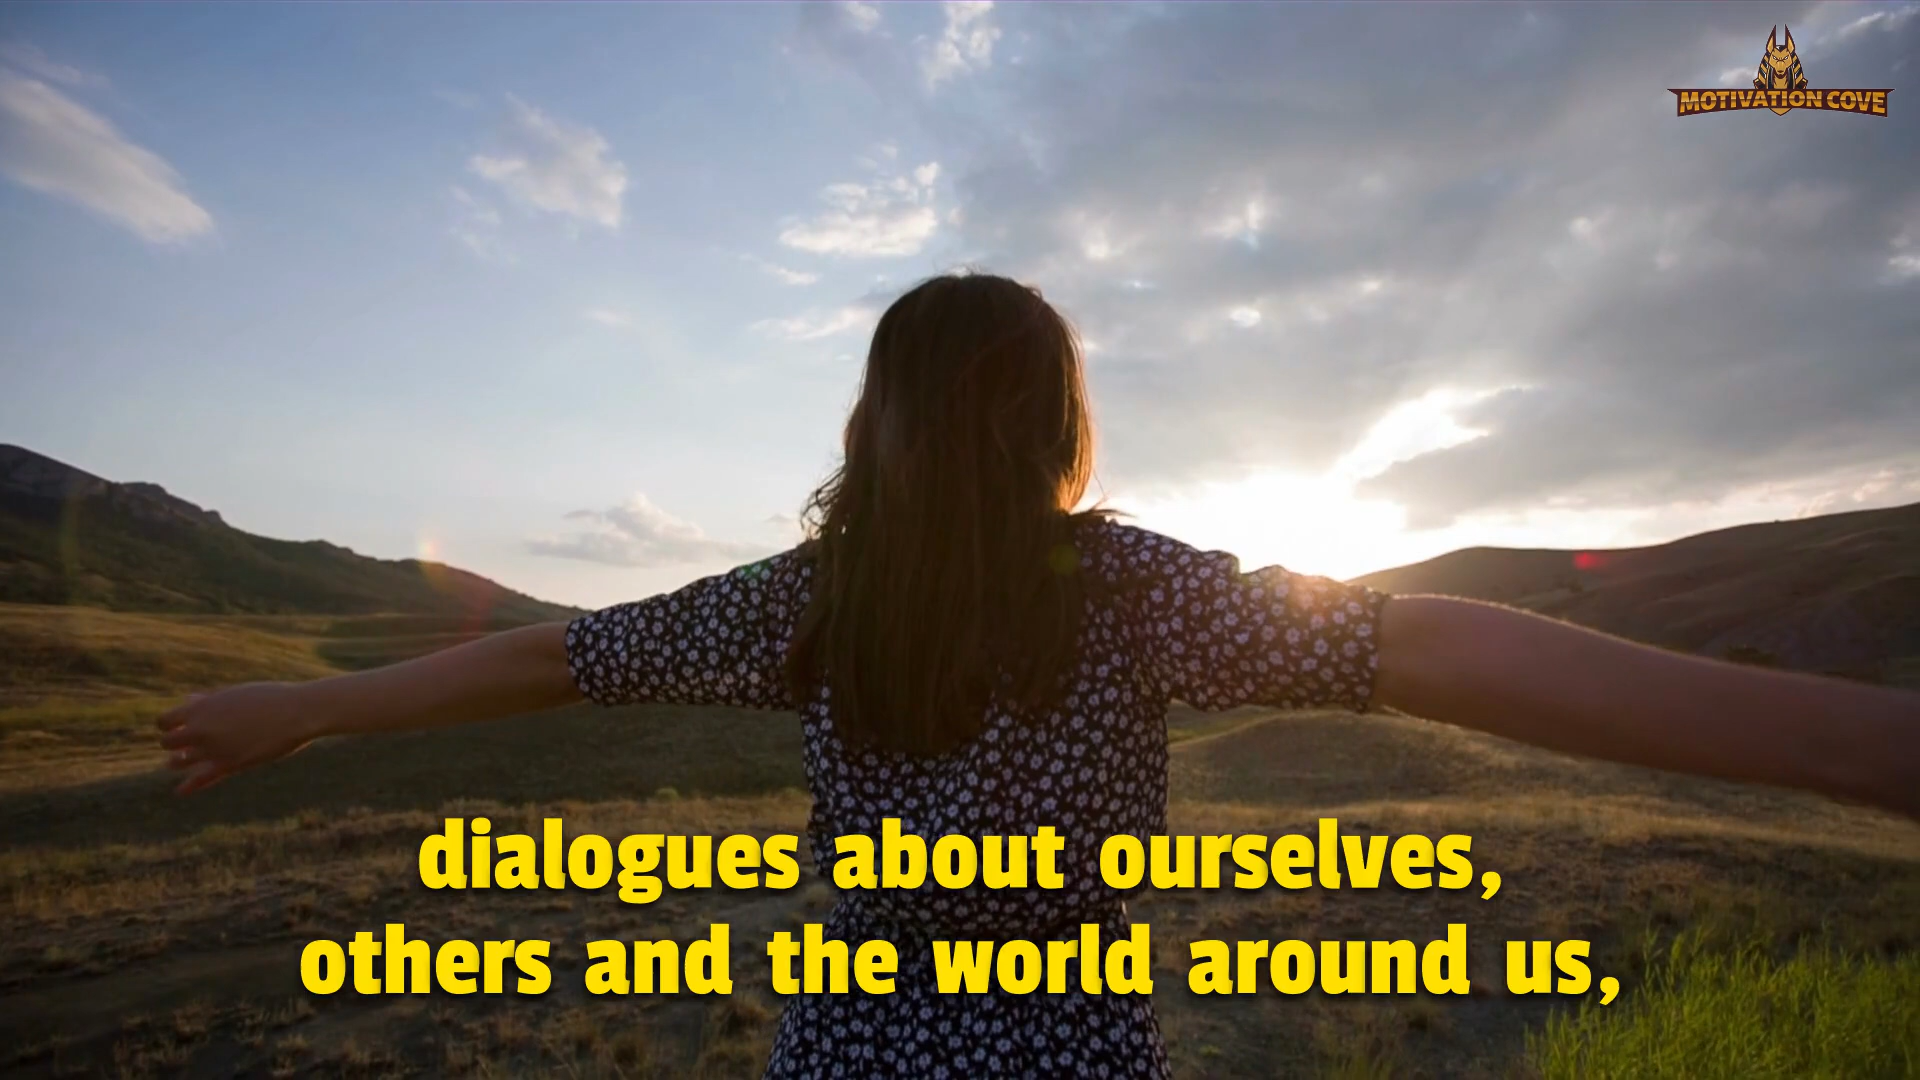 MOTIVATION COVE
dialogues about ourselves,
others and the world around us,